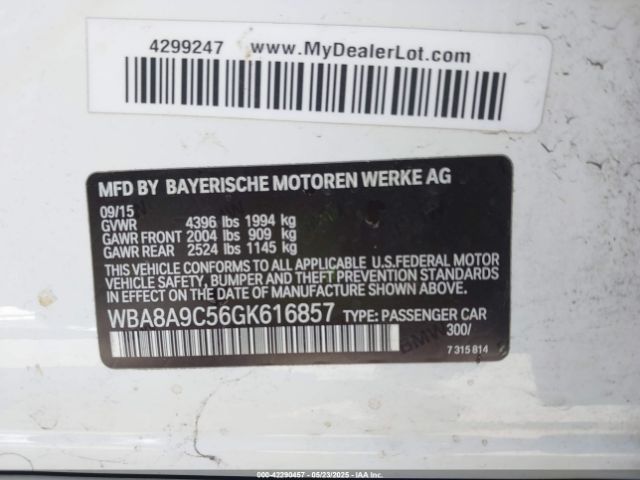 4299247 www.MyDealerLot.com
MFD BY BAYERISCHE MOTOREN WERKE AG
09/15
GVWR 4396 lbs 1994 kg
GAWR FRONT 2004 lbs 909 kg
GAWR REAR 2524 lbs 1145 kg
THIS VEHICLE CONFORMS TO ALL APPLICABLE U.S.FEDERAL MOTOR
VEHICLE SAFETY, BUMPER AND THEFT PREVENTION STANDARDS
IN EFFECT ON THE DATE OF MANUFACTURE SHOWN ABOVE.
WBA8A9C56GK616857 TYPE: PASSENGER CAR
300/
7 315 814
000-42290457 - 05/23/2025 - IAAI.COM